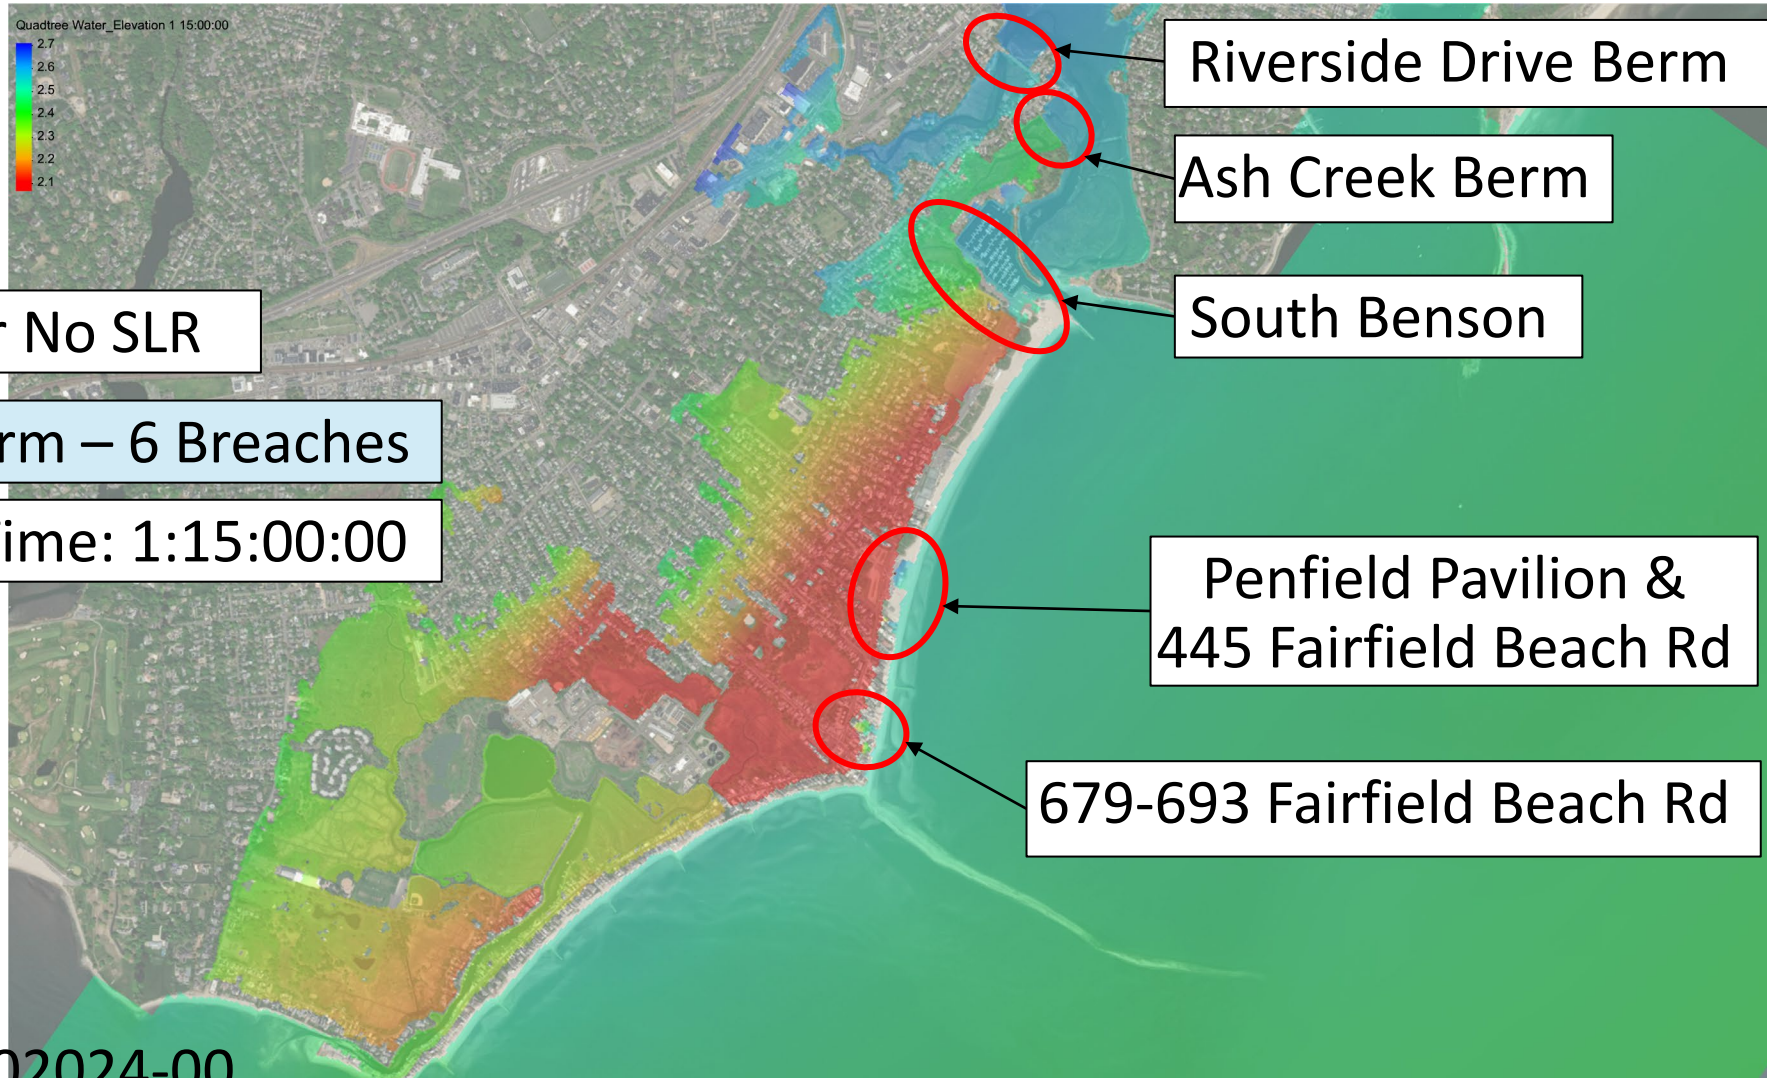 Quadtree Water_Elevation 1 15:00:00
2.7
2.6
2.5
2.4
2.3
2.2
2.1
Riverside Drive Berm
Ash Creek Berm
South Benson
r No SLR
rm – 6 Breaches
ime: 1:15:00:00
Penfield Pavilion &
445 Fairfield Beach Rd
679-693 Fairfield Beach Rd
02024-00